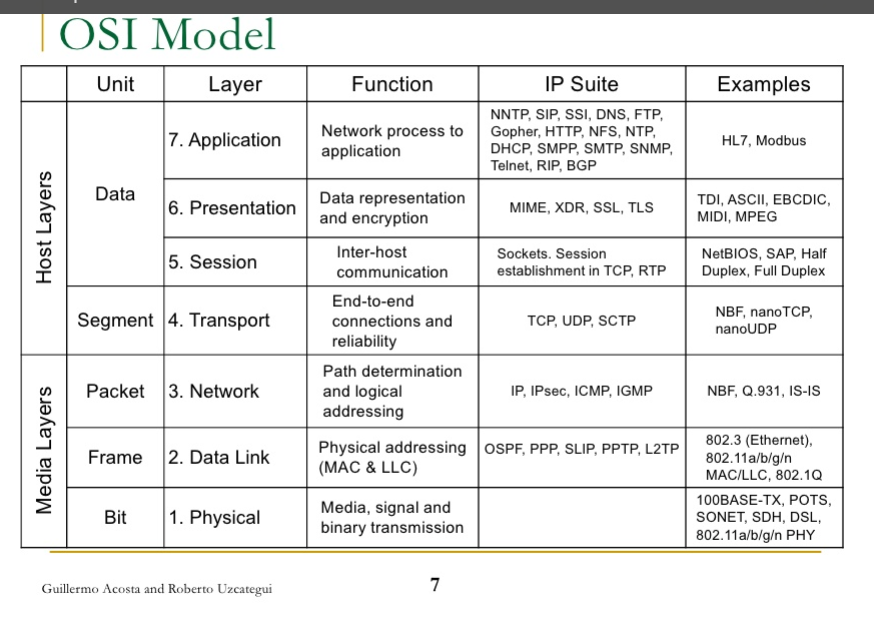 OSI Model
Unit Layer Function IP Suite Examples
Host Layers
Data
7. Application
Network process to
application
NNTP, SIP, SSI, DNS, FTP,
Gopher, HTTP, NFS, NTP,
DHCP, SMPP, SMTP, SNMP,
Telnet, RIP, BGP
HL7, Modbus
6. Presentation
Data representation
and encryption
MIME, XDR, SSL, TLS
TDI, ASCII, EBCDIC,
MIDI, MPEG
5. Session
Inter-host
communication
Sockets. Session
establishment in TCP, RTP
NetBIOS, SAP, Half
Duplex, Full Duplex
Segment
4. Transport
End-to-end
connections and
reliability
TCP, UDP, SCTP
NBF, nanoTCP,
nanoUDP
Media Layers
Packet
3. Network
Path determination
and logical
addressing
IP, IPsec, ICMP, IGMP
NBF, Q.931, IS-IS
Frame
2. Data Link
Physical addressing
(MAC & LLC)
OSPF, PPP, SLIP, PPTP, L2TP
802.3 (Ethernet),
802.11a/b/g/n
MAC/LLC, 802.1Q
Bit
1. Physical
Media, signal and
binary transmission
100BASE-TX, POTS,
SONET, SDH, DSL,
802.11a/b/g/n PHY
Guillermo Acosta and Roberto Uzcategui
7